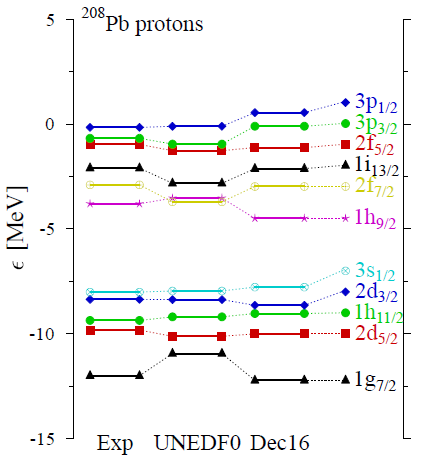 ²⁰⁸Pb protons
5
0
-5
-10
-15
ϵ [MeV]
3p₁/₂
3p₃/₂
2f₅/₂
1i₁₃/₂
2f₇/₂
1h₉/₂
3s₁/₂
2d₃/₂
1h₁₁/₂
2d₅/₂
1g₇/₂
Exp UNEDF0 Dec16